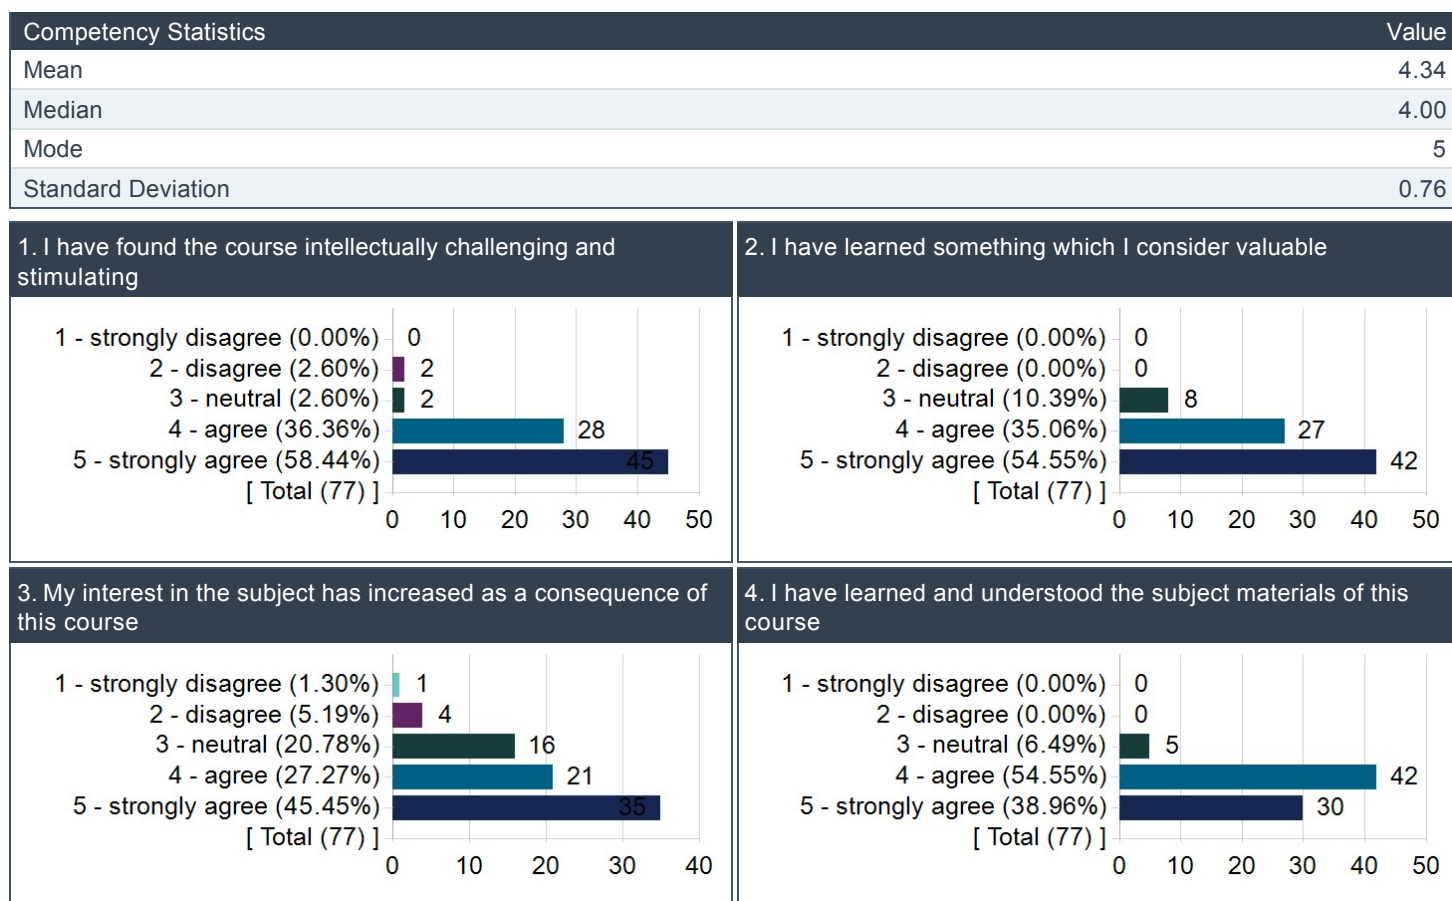 Competency Statistics Value
Mean 4.34
Median 4.00
Mode 5
Standard Deviation 0.76
1. I have found the course intellectually challenging and
stimulating
1 - strongly disagree (0.00%) 0
2 - disagree (2.60%) 2
3 - neutral (2.60%) 2
4 - agree (36.36%) 28
5 - strongly agree (58.44%) 45
[ Total (77) ]
0 10 20 30 40 50
2. I have learned something which I consider valuable
1 - strongly disagree (0.00%) 0
2 - disagree (0.00%) 0
3 - neutral (10.39%) 8
4 - agree (35.06%) 27
5 - strongly agree (54.55%) 42
[ Total (77) ]
0 10 20 30 40 50
3. My interest in the subject has increased as a consequence of
this course
1 - strongly disagree (1.30%) 1
2 - disagree (5.19%) 4
3 - neutral (20.78%) 16
4 - agree (27.27%) 21
5 - strongly agree (45.45%) 35
[ Total (77) ]
0 10 20 30 40
4. I have learned and understood the subject materials of this
course
1 - strongly disagree (0.00%) 0
2 - disagree (0.00%) 0
3 - neutral (6.49%) 5
4 - agree (54.55%) 42
5 - strongly agree (38.96%) 30
[ Total (77) ]
0 10 20 30 40 50